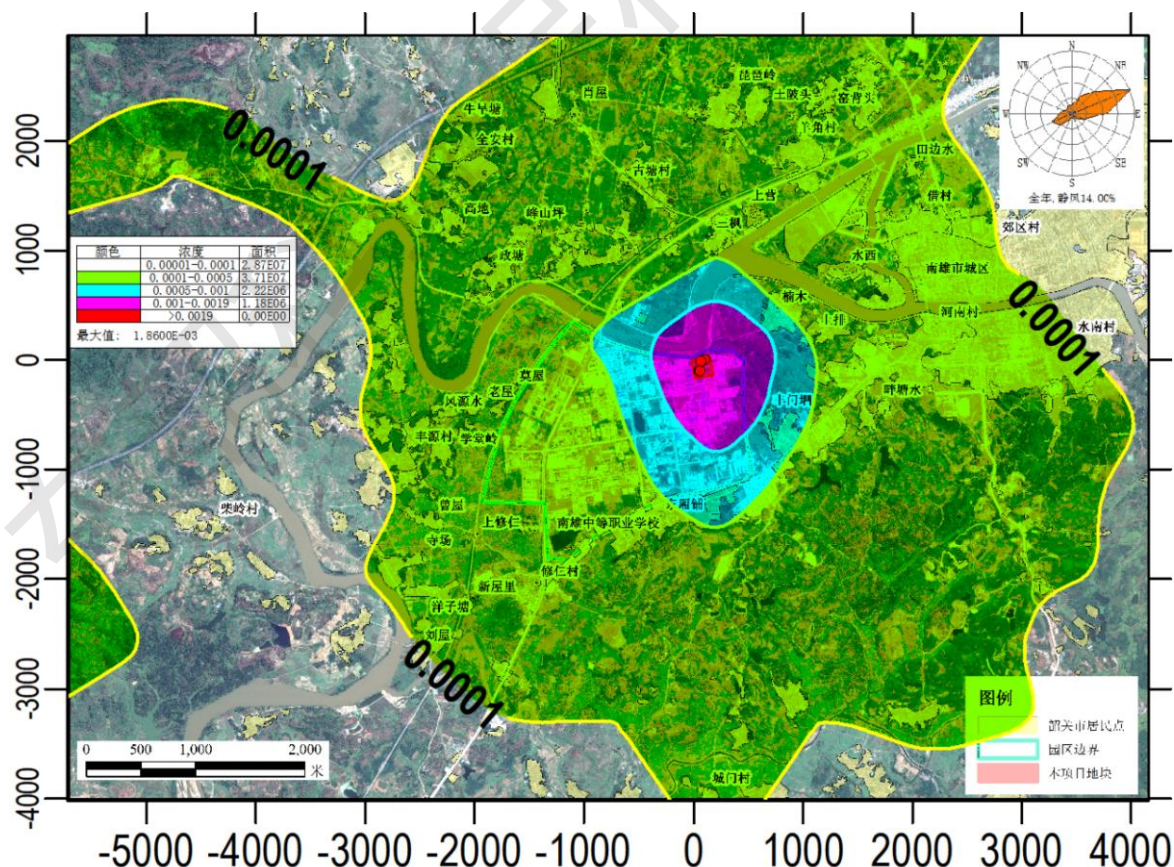 -5000 -4000 -3000 -2000 -1000 0 1000 2000 3000 4000
2000
1000
0
-1000
-2000
-3000
-4000
N
NW NE
W E
SW SE
S
全年,静风14.00%
颜色 浓度 面积
0.00001-0.0001 2.87E07
0.0001-0.0005 3.71E07
0.0005-0.001 2.22E06
0.001-0.0019 1.18E06
>0.0019 0.00E00
最大值: 1.8600E-03
0.0001
0.0001
0.0001
琵琶岭
土陂头
窑背头
肖屋
牛旱塘
羊角村
全安村
田边水
古塘村
上营
借村
高地
峰山坪
二枫
郊区村
改塘
水西
南雄市城区
楠木
上排
河南村
水南村
莫屋
老屋
风源水
畔塘水
丰源村
学堂岭
柴岭村
曾屋
上修仁
南雄中等职业学校
寺场
修仁村
新屋里
洋子塘
刘屋
城门村
图例
韶关市居民点
园区边界
本项目地块
0 500 1,000 2,000
米